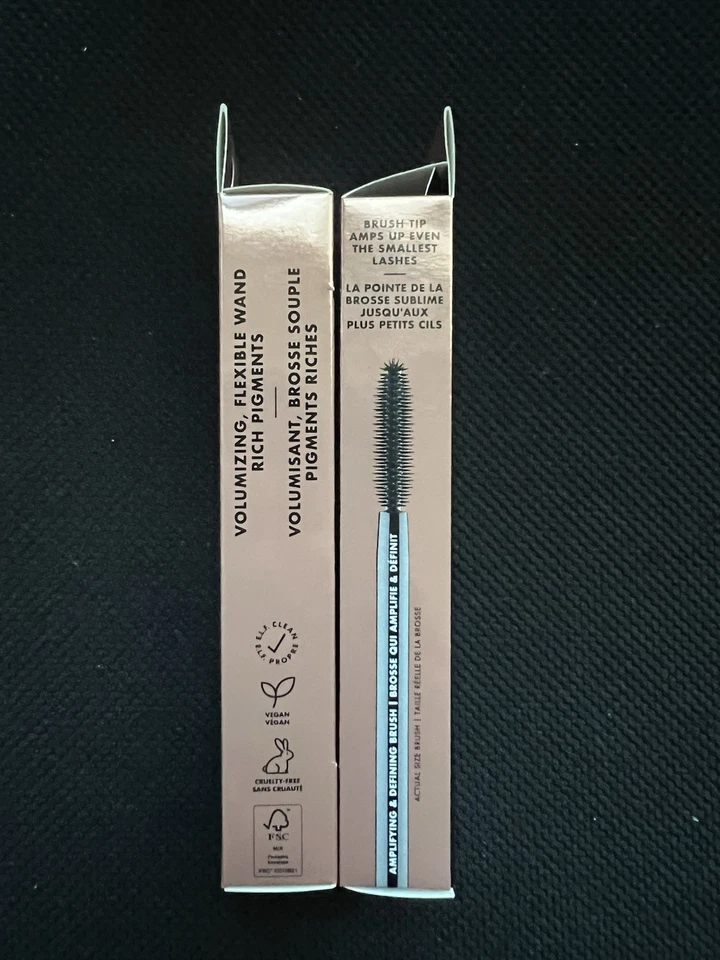 VOLUMIZING, FLEXIBLE WAND
RICH PIGMENTS
VOLUMISANT, BROSSE SOUPLE
PIGMENTS RICHES
E.L.F. CLEAN
E.L.F. PROPRE
VEGAN
VÉGAN
CRUELTY-FREE
SANS CRUAUTÉ
FSC
MIX
Packaging
BRUSH TIP
AMPS UP EVEN
THE SMALLEST
LASHES
LA POINTE DE LA
BROSSE SUBLIME
JUSQU'AUX
PLUS PETITS CILS
AMPLIFYING & DEFINING BRUSH | BROSSE QUI AMPLIFIE & DÉFINIT
ACTUAL SIZE BRUSH | TAILLE RÉELLE DE LA BROSSE